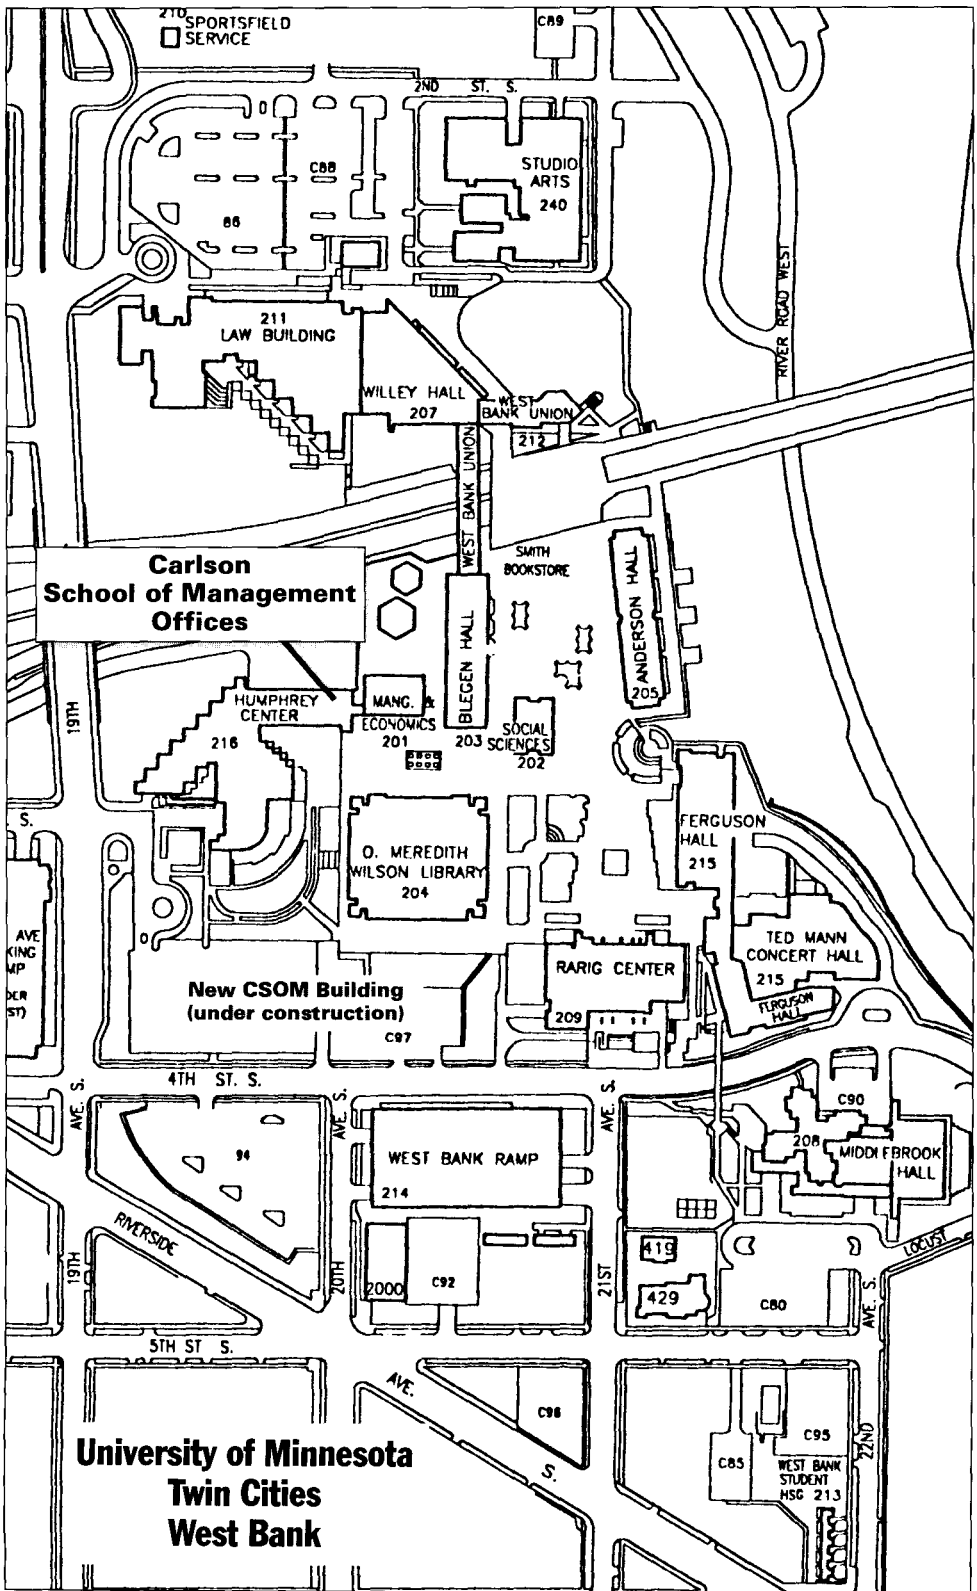 210
SPORTSFIELD
SERVICE
C89
2ND ST. S.
C88
86
STUDIO
ARTS
240
RIVER ROAD WEST
211
LAW BUILDING
WILLEY HALL
207
WEST
BANK UNION
212
WEST BANK UNION
SMITH
BOOKSTORE
Carlson
School of Management
Offices
ANDERSON HALL
205
BLEGEN HALL
203
HUMPHREY
CENTER
216
MANG. &
ECONOMICS
201
SOCIAL
SCIENCES
202
19TH
S.
FERGUSON
HALL
215
O. MEREDITH
WILSON LIBRARY
204
AVE
KING
MP
DER
ST)
TED MANN
CONCERT HALL
215
FERGUSON
HALL
RARIG CENTER
209
New CSOM Building
(under construction)
C97
4TH ST. S.
AVE. S.
AVE. S.
AVE. S.
94
WEST BANK RAMP
214
C90
208
MIDDLEBROOK
HALL
RIVERSIDE
19TH
20TH
2000
C92
21ST
419
429
C80
LOCUST
AVE. S.
5TH ST S.
AVE.
S.
C96
C85
C95
22ND
WEST BANK
STUDENT
HSG 213
University of Minnesota
Twin Cities
West Bank